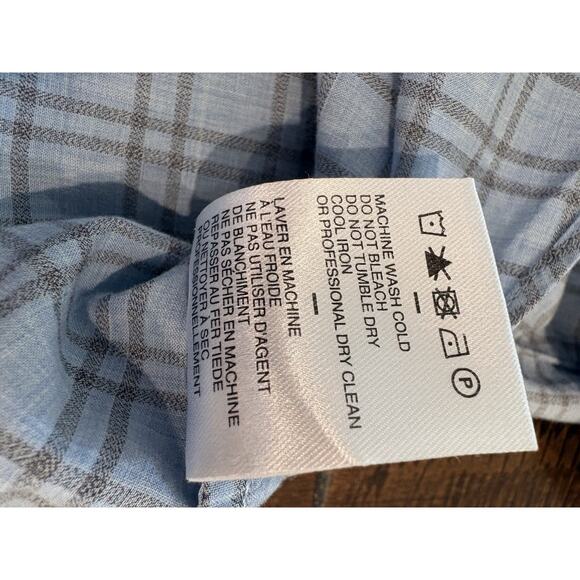 MACHINE WASH COLD
DO NOT BLEACH
DO NOT TUMBLE DRY
COOL IRON
OR PROFESSIONAL DRY CLEAN
LAVER EN MACHINE
À L'EAU FROIDE
NE PAS UTILISER D'AGENT
DE BLANCHIMENT
NE PAS SÉCHER EN MACHINE
REPASSER AU FER TIEDE
OU NETTOYER À SEC
P